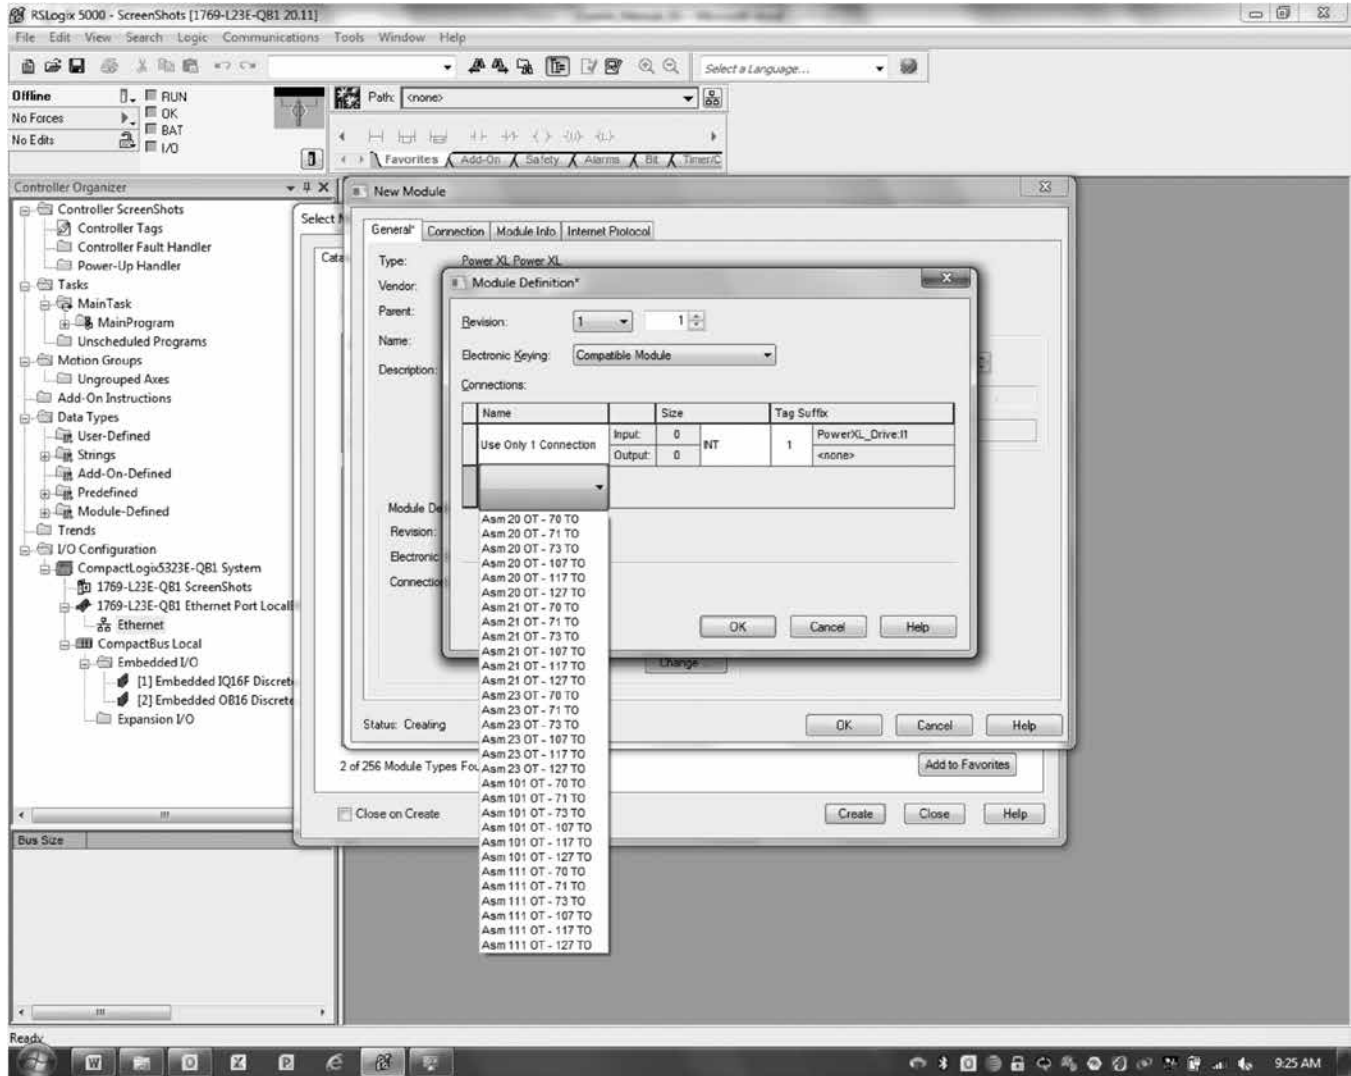 RSLogix 5000 - ScreenShots [1769-L23E-QB1 20.11]
File Edit View Search Logic Communications Tools Window Help
Select a Language...
Offline
RUN
No Forces
OK
No Edits
BAT
I/O
Path: <none>
Favorites Add-On Safety Alarms Bit Timer/C
Controller Organizer
Controller ScreenShots
Controller Tags
Controller Fault Handler
Power-Up Handler
Tasks
MainTask
MainProgram
Unscheduled Programs
Motion Groups
Ungrouped Axes
Add-On Instructions
Data Types
User-Defined
Strings
Add-On-Defined
Predefined
Module-Defined
Trends
I/O Configuration
CompactLogix5323E-QB1 System
1769-L23E-QB1 ScreenShots
1769-L23E-QB1 Ethernet Port Local
Ethernet
CompactBus Local
Embedded I/O
[1] Embedded IQ16F Discret
[2] Embedded OB16 Discrete
Expansion I/O
Bus Size
Select
Cata
New Module
General* Connection Module Info Internet Protocol
Type: Power XL Power XL
Vendor:
Parent:
Name:
Description:
Module De
Revision:
Electronic
Connection
Change ...
Status: Creating
OK Cancel Help
Module Definition*
Revision: 1 1
Electronic Keying: Compatible Module
Connections:
Name Size Tag Suffix
Use Only 1 Connection Input: 0 INT 1 PowerXL_Drive:I1
Output: 0 <none>
Asm 20 OT - 70 TO
Asm 20 OT - 71 TO
Asm 20 OT - 73 TO
Asm 20 OT - 107 TO
Asm 20 OT - 117 TO
Asm 20 OT - 127 TO
Asm 21 OT - 70 TO
Asm 21 OT - 71 TO
Asm 21 OT - 73 TO
Asm 21 OT - 107 TO
Asm 21 OT - 117 TO
Asm 21 OT - 127 TO
Asm 23 OT - 70 TO
Asm 23 OT - 71 TO
Asm 23 OT - 73 TO
Asm 23 OT - 107 TO
Asm 23 OT - 117 TO
Asm 23 OT - 127 TO
Asm 101 OT - 70 TO
Asm 101 OT - 71 TO
Asm 101 OT - 73 TO
Asm 101 OT - 107 TO
Asm 101 OT - 117 TO
Asm 101 OT - 127 TO
Asm 111 OT - 70 TO
Asm 111 OT - 71 TO
Asm 111 OT - 73 TO
Asm 111 OT - 107 TO
Asm 111 OT - 117 TO
Asm 111 OT - 127 TO
OK Cancel Help
2 of 256 Module Types Fou
Add to Favorites
Close on Create
Create Close Help
Ready
9:25 AM